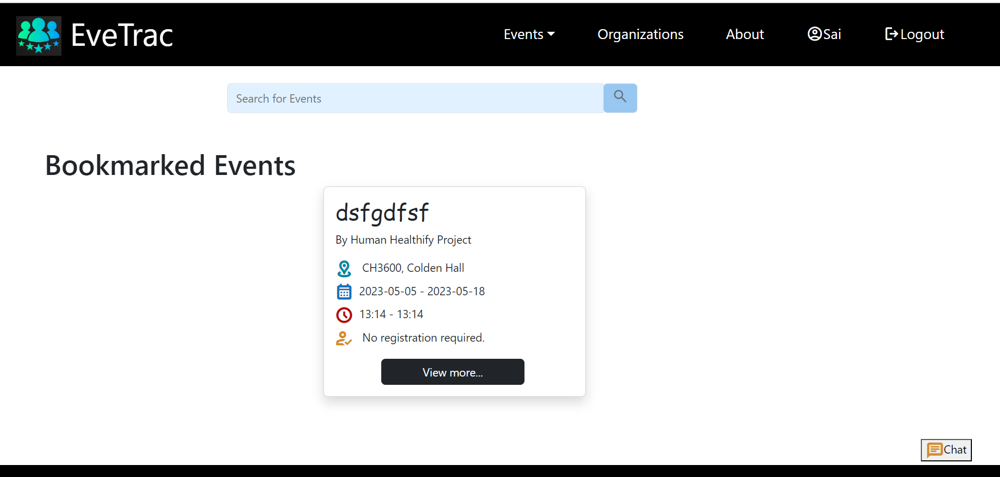 EveTrac
Events
Organizations
About
Sai
Logout
Search for Events
Bookmarked Events
dsfgdfsf
By Human Healthify Project
CH3600, Colden Hall
2023-05-05 - 2023-05-18
13:14 - 13:14
No registration required.
View more...
Chat